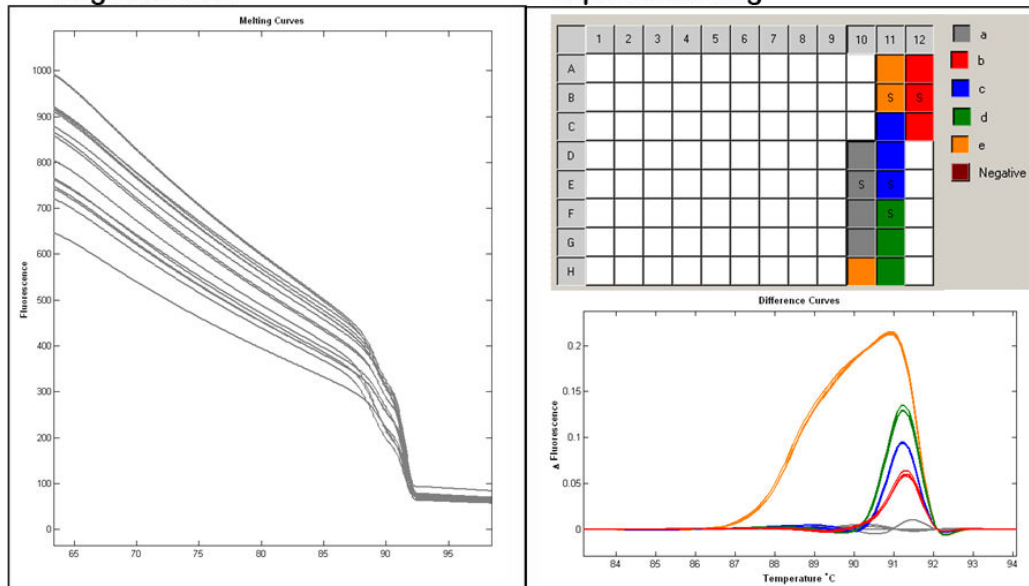 Melting Curves
1000
900
800
700
600
500
400
300
200
100
0
Fluorescence
65 70 75 80 85 90 95
1 2 3 4 5 6 7 8 9 10 11 12
A
B S S
C
D
E S S
F S
G
H
a
b
c
d
e
Negative
Difference Curves
0.2
0.15
0.1
0.05
0
Δ Fluorescence
84 85 86 87 88 89 90 91 92 93 94
Temperature °C